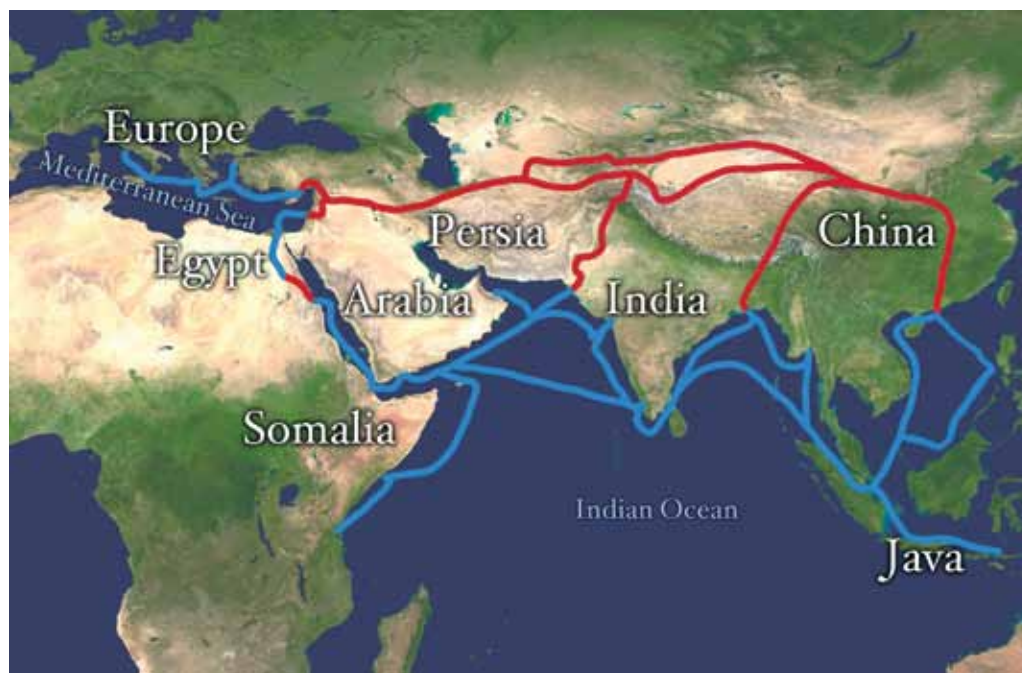 Europe
Mediterranean Sea
Egypt
Persia
Arabia
India
China
Somalia
Indian Ocean
Java